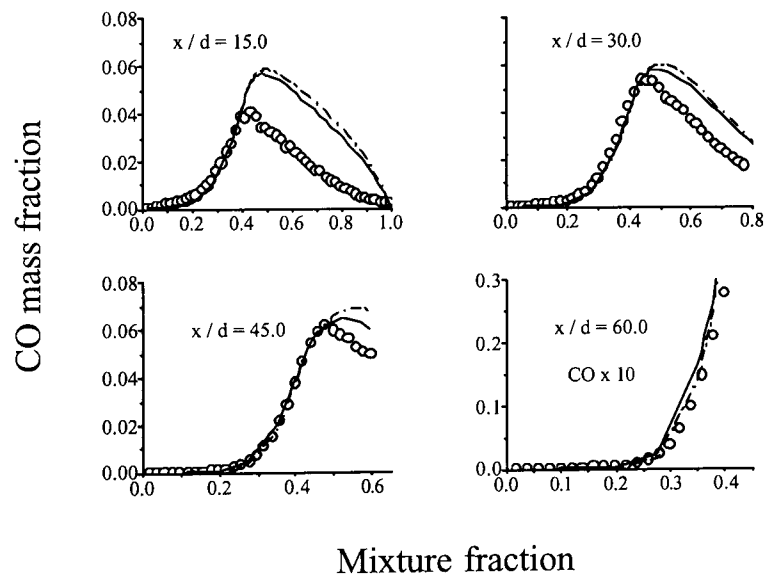 x / d = 15.0
0.08
0.06
0.04
0.02
0.00
0.0 0.2 0.4 0.6 0.8 1.0
x / d = 30.0
0.0 0.2 0.4 0.6 0.8
CO mass fraction
x / d = 45.0
0.08
0.06
0.04
0.02
0.00
0.0 0.2 0.4 0.6
x / d = 60.0
CO x 10
0.3
0.2
0.1
0.0
0.0 0.1 0.2 0.3 0.4
Mixture fraction